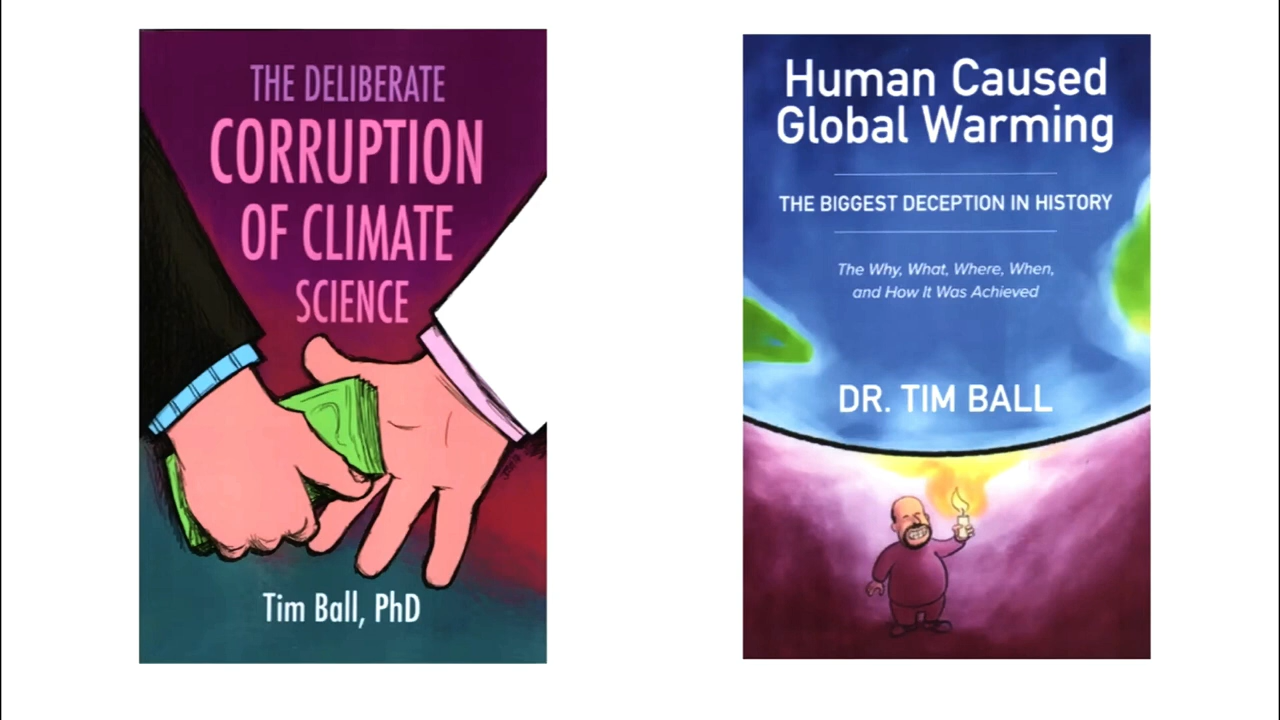 THE DELIBERATE
CORRUPTION
OF CLIMATE
SCIENCE
Tim Ball, PhD
Human Caused
Global Warming
THE BIGGEST DECEPTION IN HISTORY
The Why, What, Where, When,
and How It Was Achieved
DR. TIM BALL